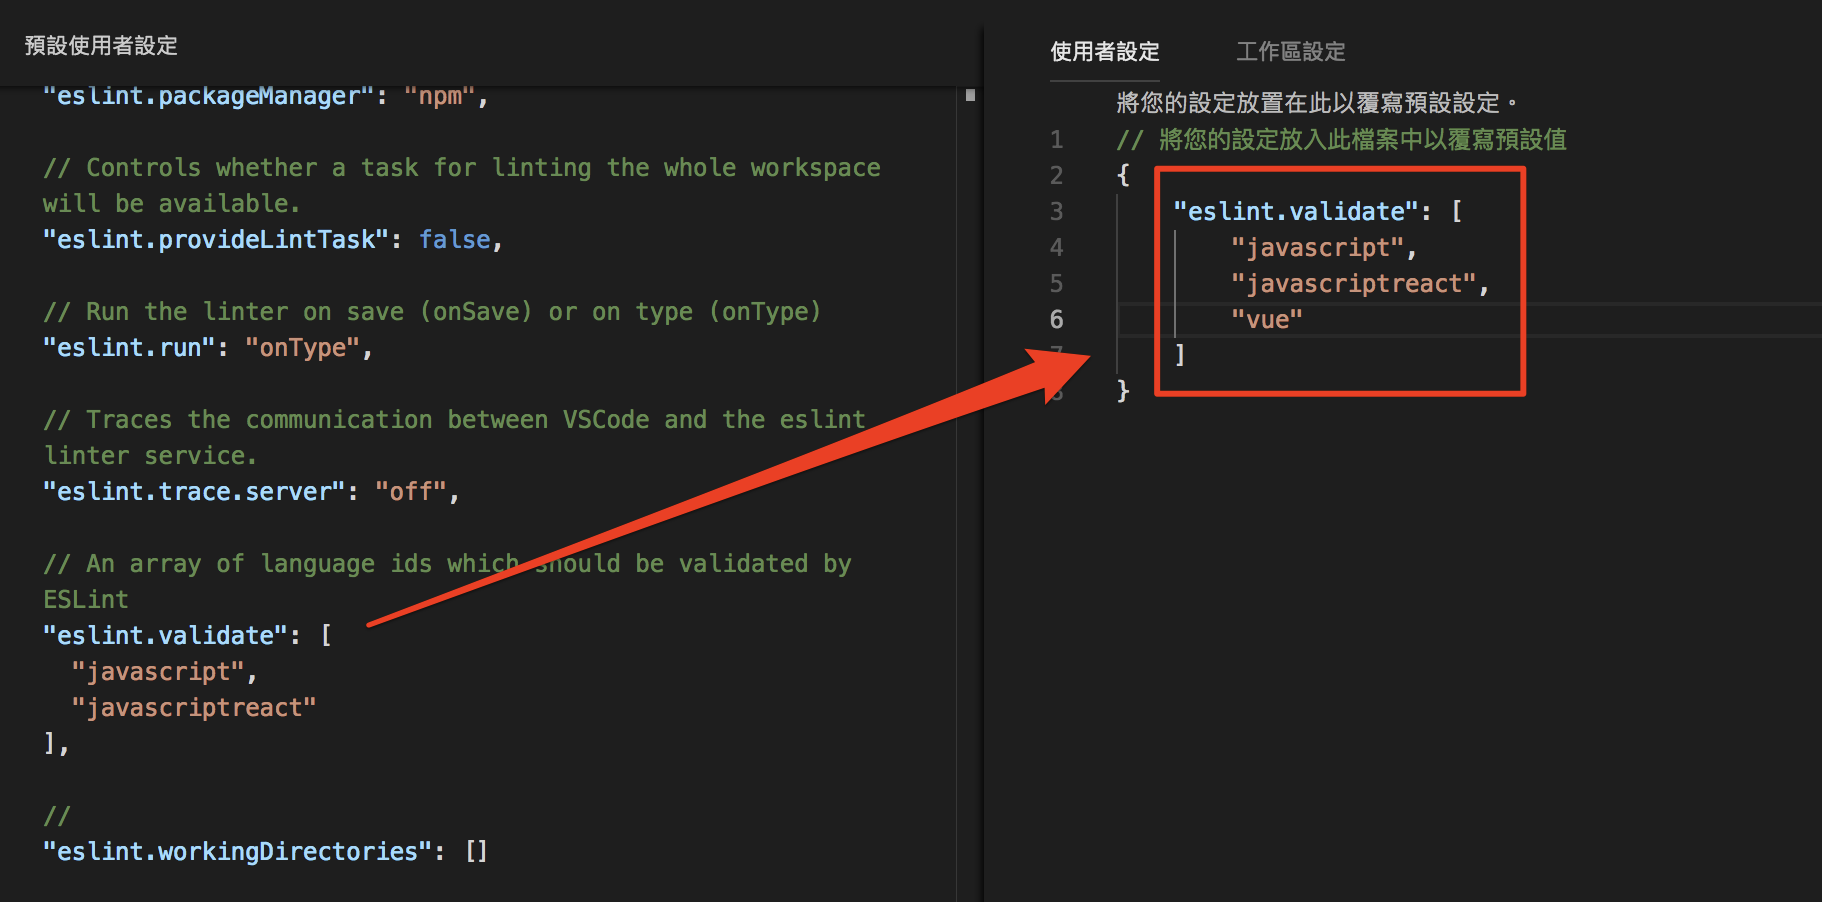 預設使用者設定
"eslint.packageManager": "npm",
// Controls whether a task for linting the whole workspace
will be available.
"eslint.provideLintTask": false,
// Run the linter on save (onSave) or on type (onType)
"eslint.run": "onType",
// Traces the communication between VSCode and the eslint
linter service.
"eslint.trace.server": "off",
// An array of language ids which should be validated by
ESLint
"eslint.validate": [
"javascript",
"javascriptreact"
],
//
"eslint.workingDirectories": []
使用者設定 工作區設定
將您的設定放置在此以覆寫預設設定。
1 // 將您的設定放入此檔案中以覆寫預設值
2 {
3 "eslint.validate": [
4 "javascript",
5 "javascriptreact",
6 "vue"
7 ]
8 }